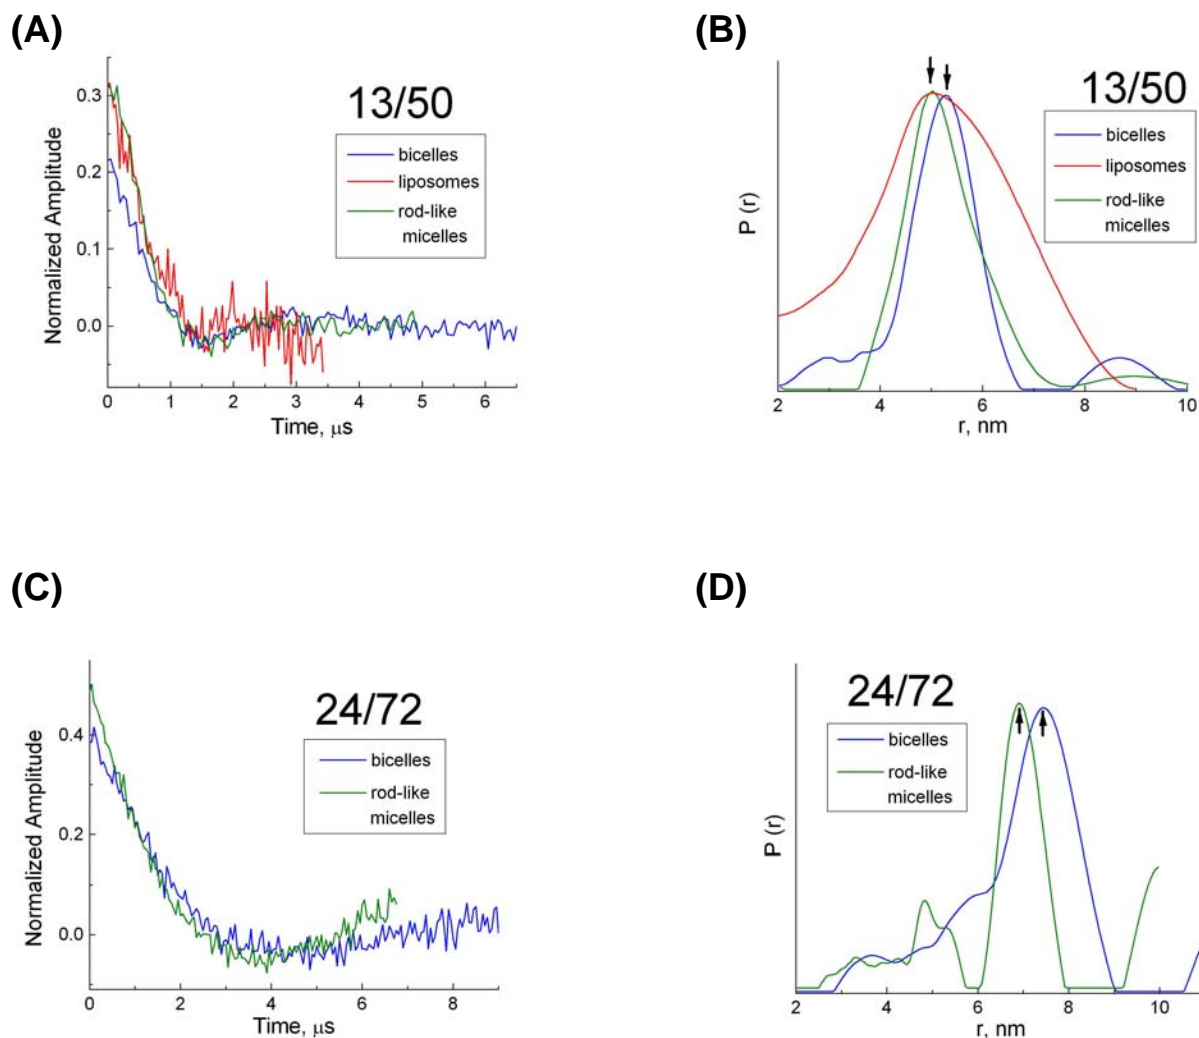 (A)
13/50
bicelles
liposomes
rod-like
micelles
Normalized Amplitude
0.3
0.2
0.1
0.0
0 1 2 3 4 5 6
Time, μs
(B)
13/50
bicelles
liposomes
rod-like
micelles
P (r)
2 4 6 8 10
r, nm
(C)
24/72
bicelles
rod-like
micelles
Normalized Amplitude
0.4
0.2
0.0
0 2 4 6 8
Time, μs
(D)
24/72
bicelles
rod-like
micelles
P (r)
2 4 6 8 10
r, nm